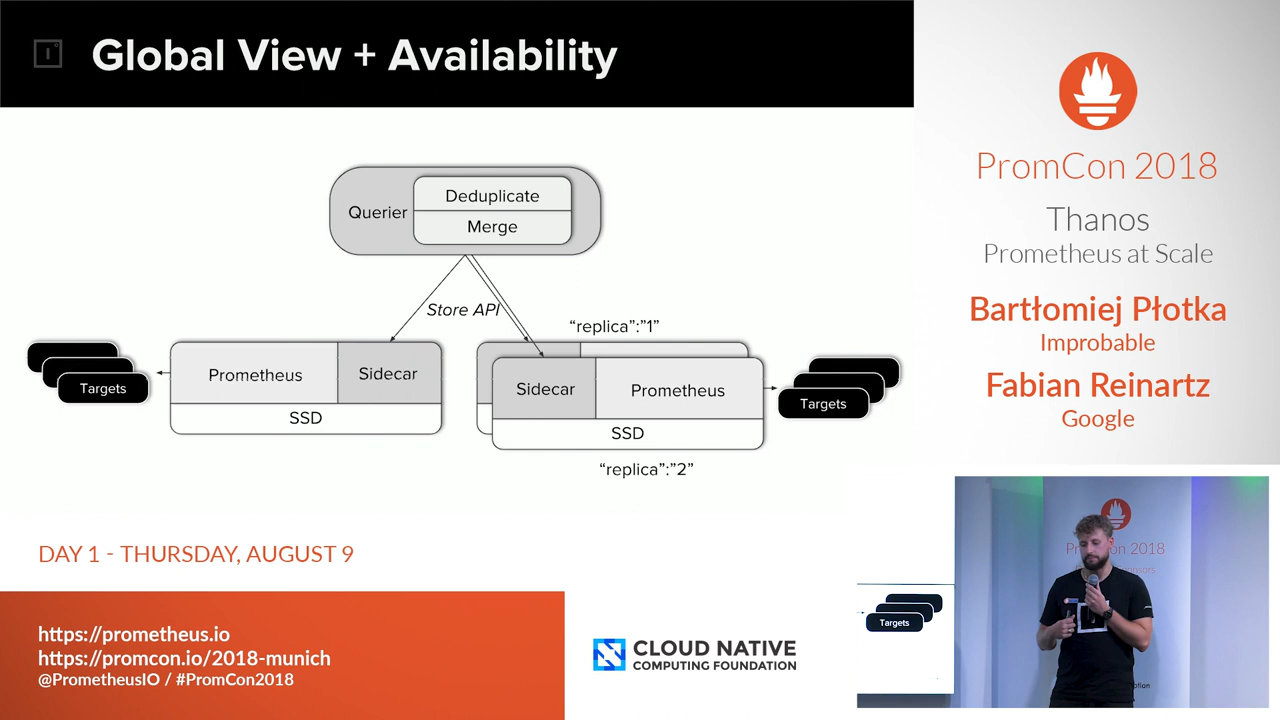 Global View + Availability
Querier
Deduplicate
Merge
Store API
"replica":"1"
Targets
Prometheus
Sidecar
SSD
Sidecar
Prometheus
SSD
Targets
"replica":"2"
DAY 1 - THURSDAY, AUGUST 9
https://prometheus.io
https://promcon.io/2018-munich
@PrometheusIO / #PromCon2018
CLOUD NATIVE
COMPUTING FOUNDATION
PromCon 2018
Thanos
Prometheus at Scale
Bartłomiej Płotka
Improbable
Fabian Reinartz
Google
Targets
2018